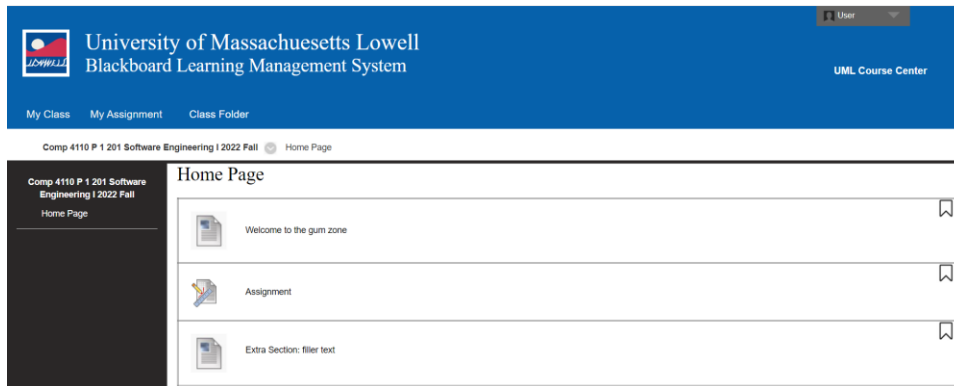 User
University of Massachuesetts Lowell
Blackboard Learning Management System
LOWELL
UML Course Center
My Class My Assignment Class Folder
Comp 4110 P 1 201 Software Engineering I 2022 Fall Home Page
Comp 4110 P 1 201 Software
Engineering I 2022 Fall
Home Page
Home Page
Welcome to the gum zone
Assignment
Extra Section: filler text